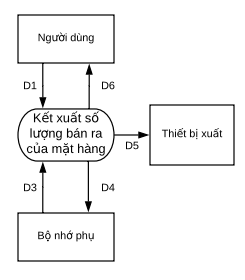 Người dùng
D1
D6
Kết xuất số
lượng bán ra
của mặt hàng
D5
Thiết bị xuất
D3
D4
Bộ nhớ phụ